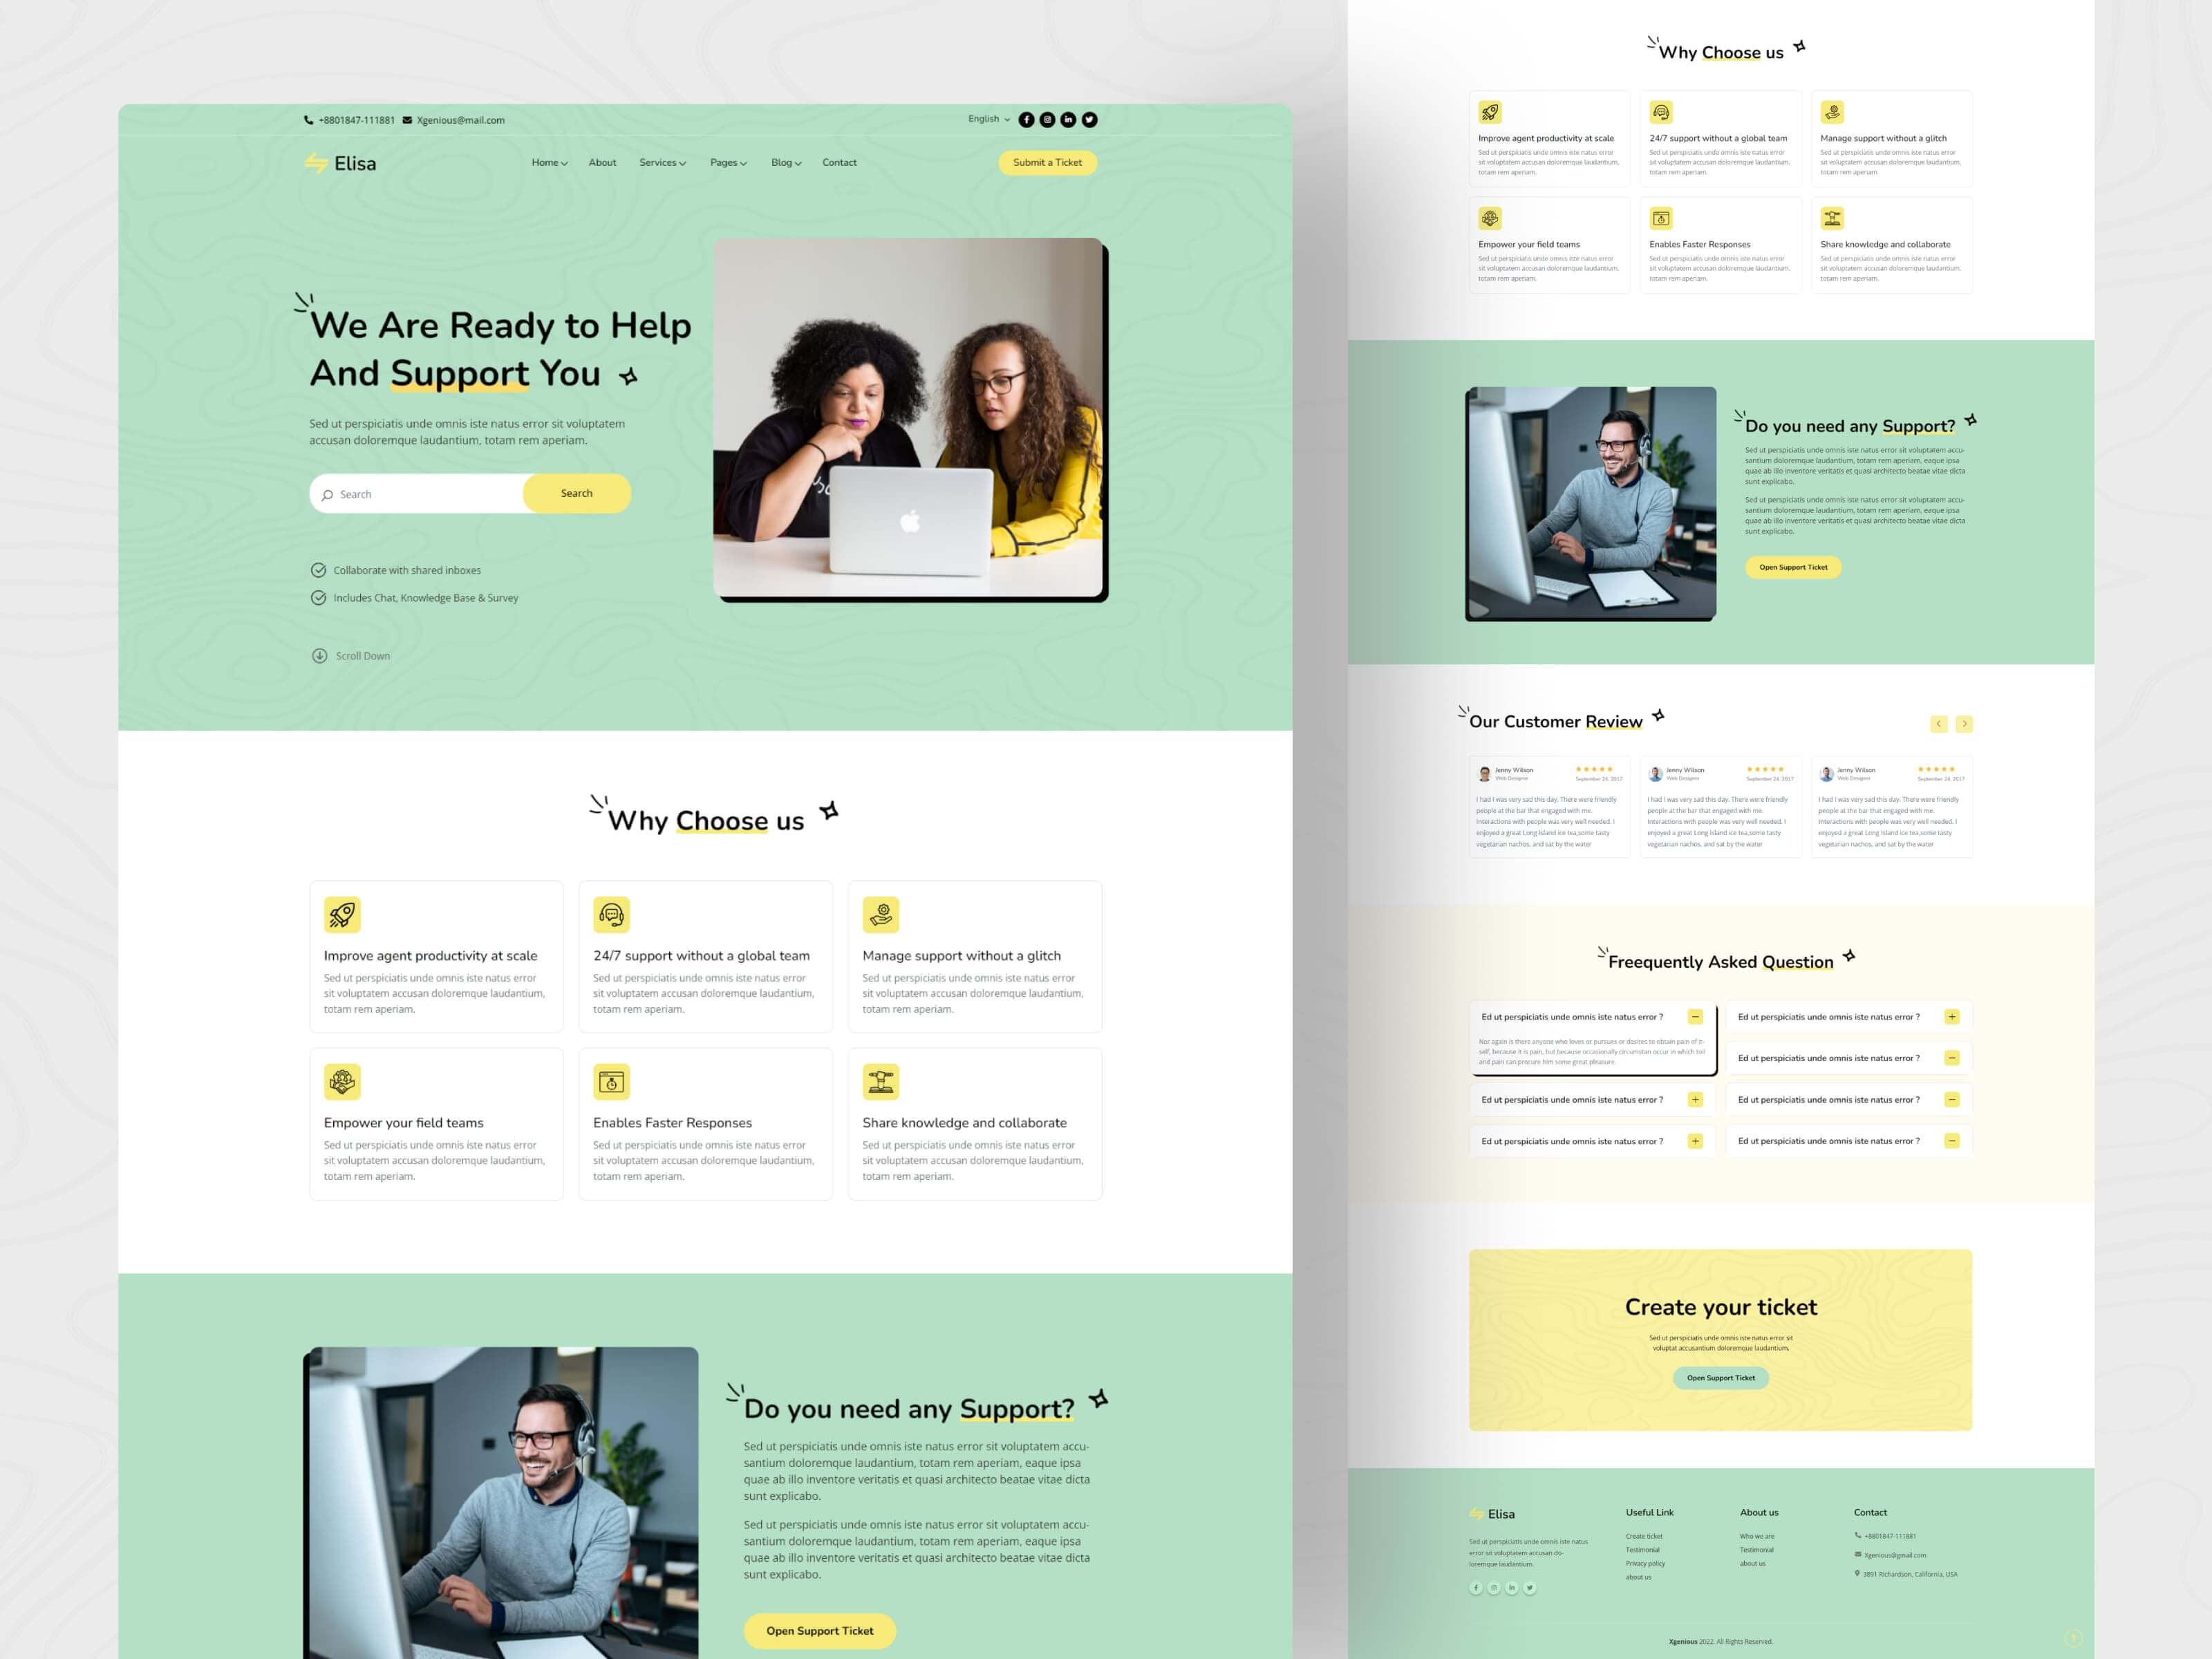 +8801847-111881 Xgenious@mail.com
English
Elisa
Home About Services Pages Blog Contact
Submit a Ticket
We Are Ready to Help
And Support You
Sed ut perspiciatis unde omnis iste natus error sit voluptatem
accusan doloremque laudantium, totam rem aperiam.
Search Search
Collaborate with shared inboxes
Includes Chat, Knowledge Base & Survey
Scroll Down
Why Choose us
Improve agent productivity at scale
Sed ut perspiciatis unde omnis iste natus error
sit voluptatem accusan doloremque laudantium,
totam rem aperiam.
24/7 support without a global team
Sed ut perspiciatis unde omnis iste natus error
sit voluptatem accusan doloremque laudantium,
totam rem aperiam.
Manage support without a glitch
Sed ut perspiciatis unde omnis iste natus error
sit voluptatem accusan doloremque laudantium,
totam rem aperiam.
Empower your field teams
Sed ut perspiciatis unde omnis iste natus error
sit voluptatem accusan doloremque laudantium,
totam rem aperiam.
Enables Faster Responses
Sed ut perspiciatis unde omnis iste natus error
sit voluptatem accusan doloremque laudantium,
totam rem aperiam.
Share knowledge and collaborate
Sed ut perspiciatis unde omnis iste natus error
sit voluptatem accusan doloremque laudantium,
totam rem aperiam.
Do you need any Support?
Sed ut perspiciatis unde omnis iste natus error sit voluptatem accu-
santium doloremque laudantium, totam rem aperiam, eaque ipsa
quae ab illo inventore veritatis et quasi architecto beatae vitae dicta
sunt explicabo.
Sed ut perspiciatis unde omnis iste natus error sit voluptatem accu-
santium doloremque laudantium, totam rem aperiam, eaque ipsa
quae ab illo inventore veritatis et quasi architecto beatae vitae dicta
sunt explicabo.
Open Support Ticket
Why Choose us
Improve agent productivity at scale
Sed ut perspiciatis unde omnis iste natus error
sit voluptatem accusan doloremque laudantium,
totam rem aperiam.
24/7 support without a global team
Sed ut perspiciatis unde omnis iste natus error
sit voluptatem accusan doloremque laudantium,
totam rem aperiam.
Manage support without a glitch
Sed ut perspiciatis unde omnis iste natus error
sit voluptatem accusan doloremque laudantium,
totam rem aperiam.
Empower your field teams
Sed ut perspiciatis unde omnis iste natus error
sit voluptatem accusan doloremque laudantium,
totam rem aperiam.
Enables Faster Responses
Sed ut perspiciatis unde omnis iste natus error
sit voluptatem accusan doloremque laudantium,
totam rem aperiam.
Share knowledge and collaborate
Sed ut perspiciatis unde omnis iste natus error
sit voluptatem accusan doloremque laudantium,
totam rem aperiam.
Do you need any Support?
Sed ut perspiciatis unde omnis iste natus error sit voluptatem accu-
santium doloremque laudantium, totam rem aperiam, eaque ipsa
quae ab illo inventore veritatis et quasi architecto beatae vitae dicta
sunt explicabo.
Sed ut perspiciatis unde omnis iste natus error sit voluptatem accu-
santium doloremque laudantium, totam rem aperiam, eaque ipsa
quae ab illo inventore veritatis et quasi architecto beatae vitae dicta
sunt explicabo.
Open Support Ticket
Our Customer Review
Jenny Wilson
Web Designer
September 24, 2017
I had I was very sad this day. There were friendly
people at the bar that engaged with me.
Interactions with people was very well needed. I
enjoyed a great Long Island ice tea,some tasty
vegetarian nachos, and sat by the water
Jenny Wilson
Web Designer
September 24, 2017
I had I was very sad this day. There were friendly
people at the bar that engaged with me.
Interactions with people was very well needed. I
enjoyed a great Long Island ice tea,some tasty
vegetarian nachos, and sat by the water
Jenny Wilson
Web Designer
September 24, 2017
I had I was very sad this day. There were friendly
people at the bar that engaged with me.
Interactions with people was very well needed. I
enjoyed a great Long Island ice tea,some tasty
vegetarian nachos, and sat by the water
Freequently Asked Question
Ed ut perspiciatis unde omnis iste natus error ?
Nor again is there anyone who loves or pursues or desires to obtain pain of it-
self, because it is pain, but because occasionally circumstan occur in which toil
and pain can procure him some great pleasure.
Ed ut perspiciatis unde omnis iste natus error ?
Ed ut perspiciatis unde omnis iste natus error ?
Ed ut perspiciatis unde omnis iste natus error ?
Ed ut perspiciatis unde omnis iste natus error ?
Ed ut perspiciatis unde omnis iste natus error ?
Ed ut perspiciatis unde omnis iste natus error ?
Create your ticket
Sed ut perspiciatis unde omnis iste natus error sit
voluptat accusantium doloremque laudantium.
Open Support Ticket
Elisa
Sed ut perspiciatis unde omnis iste natus
error sit voluptatem accusan do-
loremque laudantium.
Useful Link
Create ticket
Testimonial
Privacy policy
about us
About us
Who we are
Testimonial
about us
Contact
+8801847-111881
Xgenious@gmail.com
3891 Richardson, California, USA
Xgenious 2022. All Rights Reserved.